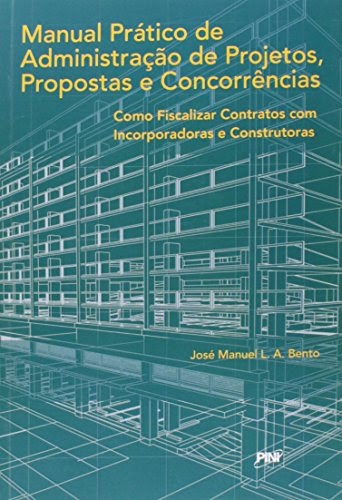 Manual Prático de
Administração de Projetos,
Propostas e Concorrências
Como Fiscalizar Contratos com
Incorporadoras e Construtoras
José Manuel L. A. Bento
PINI